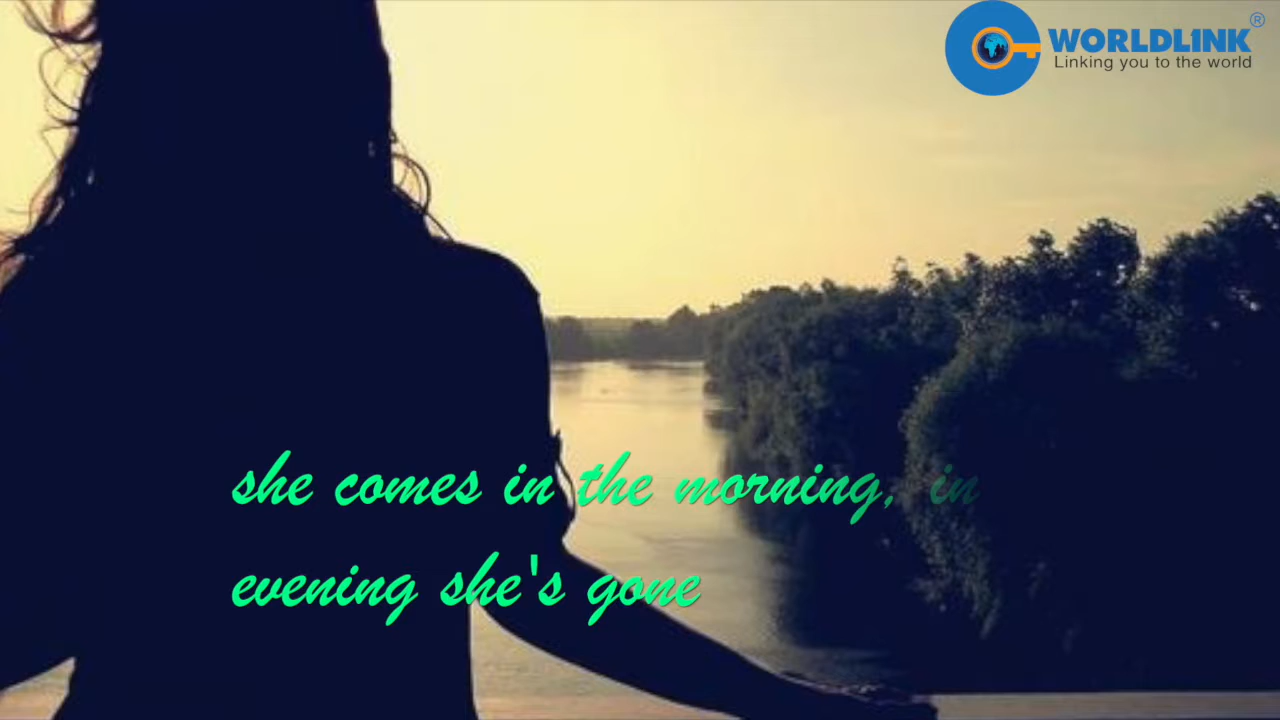 WORLDLINK®
Linking you to the world
she comes in the morning, in
evening she's gone